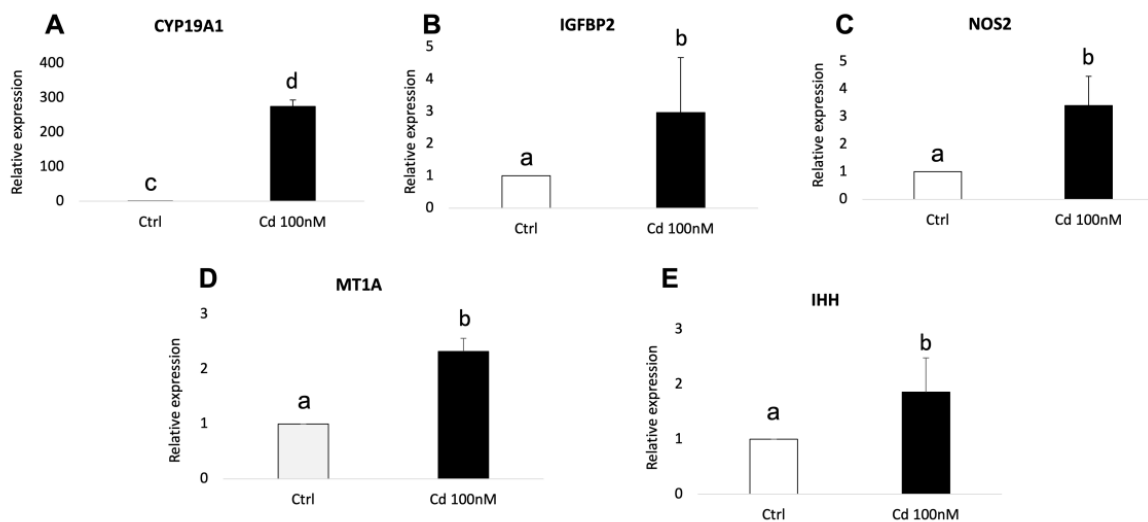 A
CYP19A1
Relative expression
400
300
200
100
0
c
d
Ctrl
Cd 100nM
B
IGFBP2
Relative expression
5
4
3
2
1
0
a
b
Ctrl
Cd 100nM
C
NOS2
Relative expression
5
4
3
2
1
0
a
b
Ctrl
Cd 100nM
D
MT1A
Relative expression
3
2
1
0
a
b
Ctrl
Cd 100nM
E
IHH
Relative expression
3
2
1
0
a
b
Ctrl
Cd 100nM